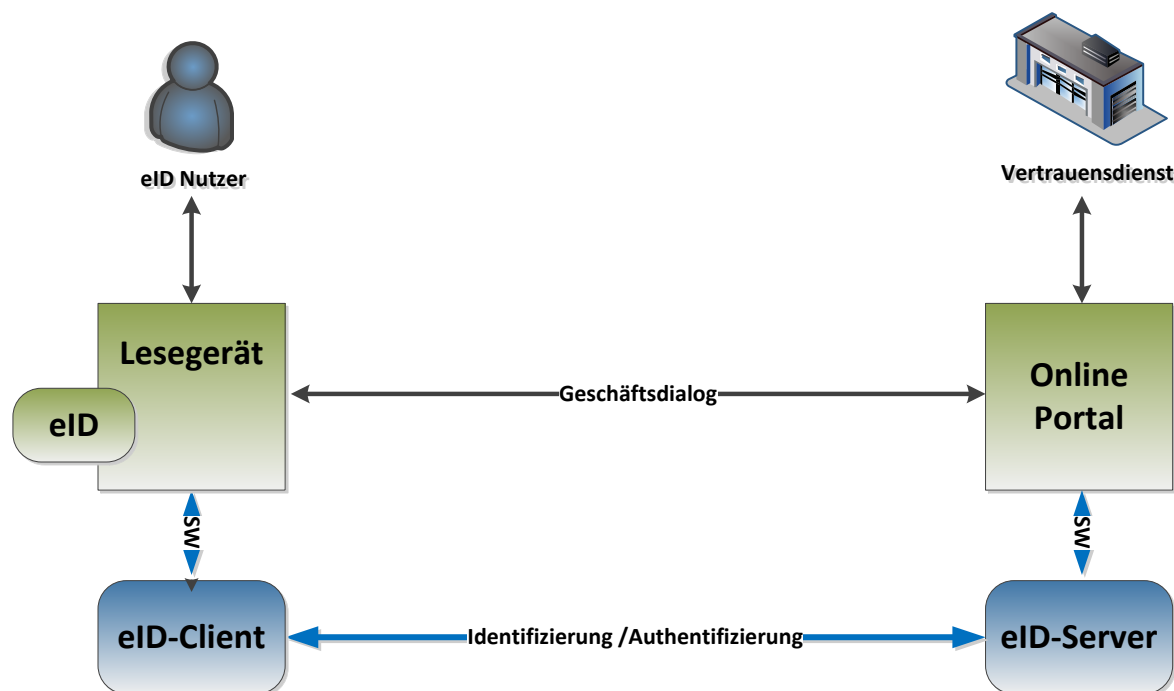 eID Nutzer
Vertrauensdienst
Lesegerät
eID
Geschäftsdialog
Online
Portal
SW
SW
eID-Client
Identifizierung /Authentifizierung
eID-Server